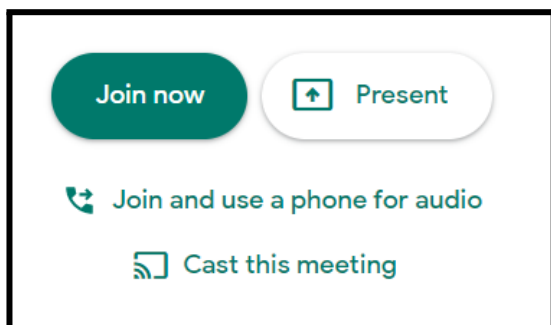 Join now
Present
Join and use a phone for audio
Cast this meeting